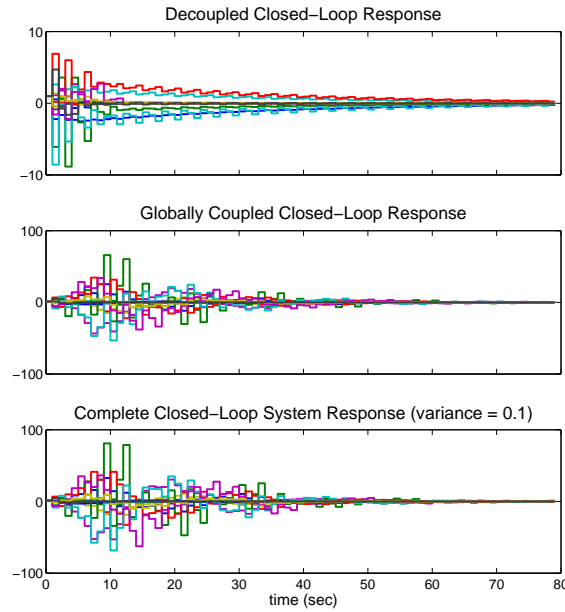 Decoupled Closed−Loop Response
10
0
−10
Globally Coupled Closed−Loop Response
100
0
−100
Complete Closed−Loop System Response (variance = 0.1)
100
0
−100
0 10 20 30 40 50 60 70 80
time (sec)